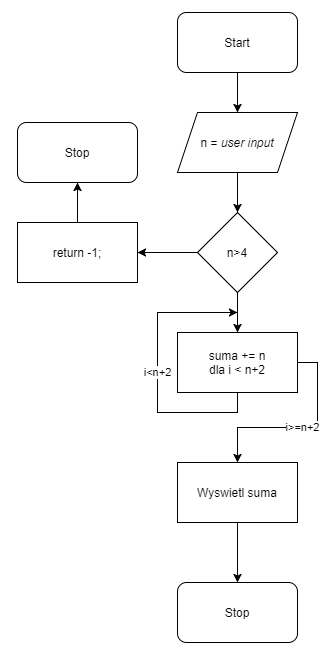 Start
n = user input
Stop
n>4
return -1;
suma += n
dla i < n+2
i<n+2
i>=n+2
Wyswietl suma
Stop